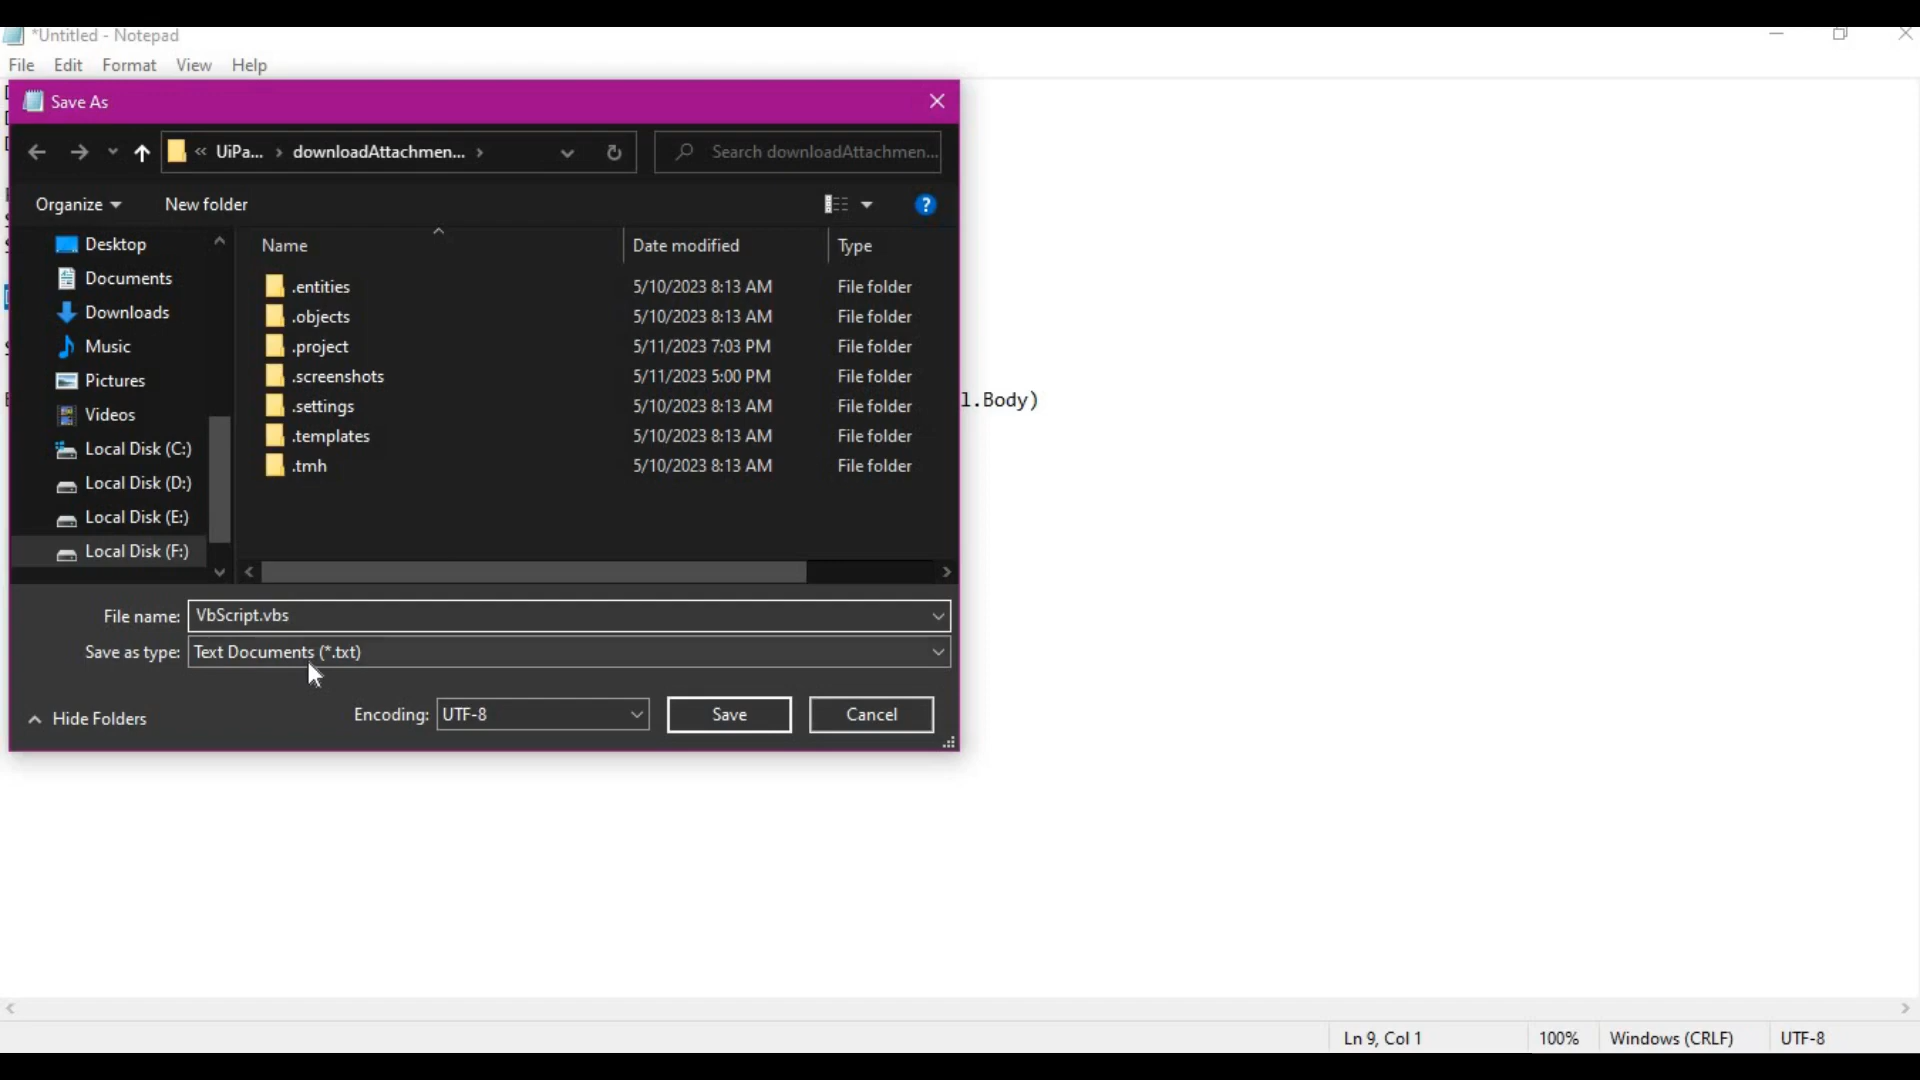 *Untitled - Notepad
File Edit Format View Help
Save As
« UiPa... › downloadAttachmen... ›
Search downloadAttachmen...
Organize
New folder
?
Desktop
Documents
Downloads
Music
Pictures
Videos
Local Disk (C:)
Local Disk (D:)
Local Disk (E:)
Local Disk (F:)
Name Date modified Type
.entities 5/10/2023 8:13 AM File folder
.objects 5/10/2023 8:13 AM File folder
.project 5/11/2023 7:03 PM File folder
.screenshots 5/11/2023 5:00 PM File folder
.settings 5/10/2023 8:13 AM File folder
.templates 5/10/2023 8:13 AM File folder
.tmh 5/10/2023 8:13 AM File folder
l.Body)
File name: VbScript.vbs
Save as type: Text Documents (*.txt)
Hide Folders
Encoding: UTF-8
Save
Cancel
Ln 9, Col 1 100% Windows (CRLF) UTF-8